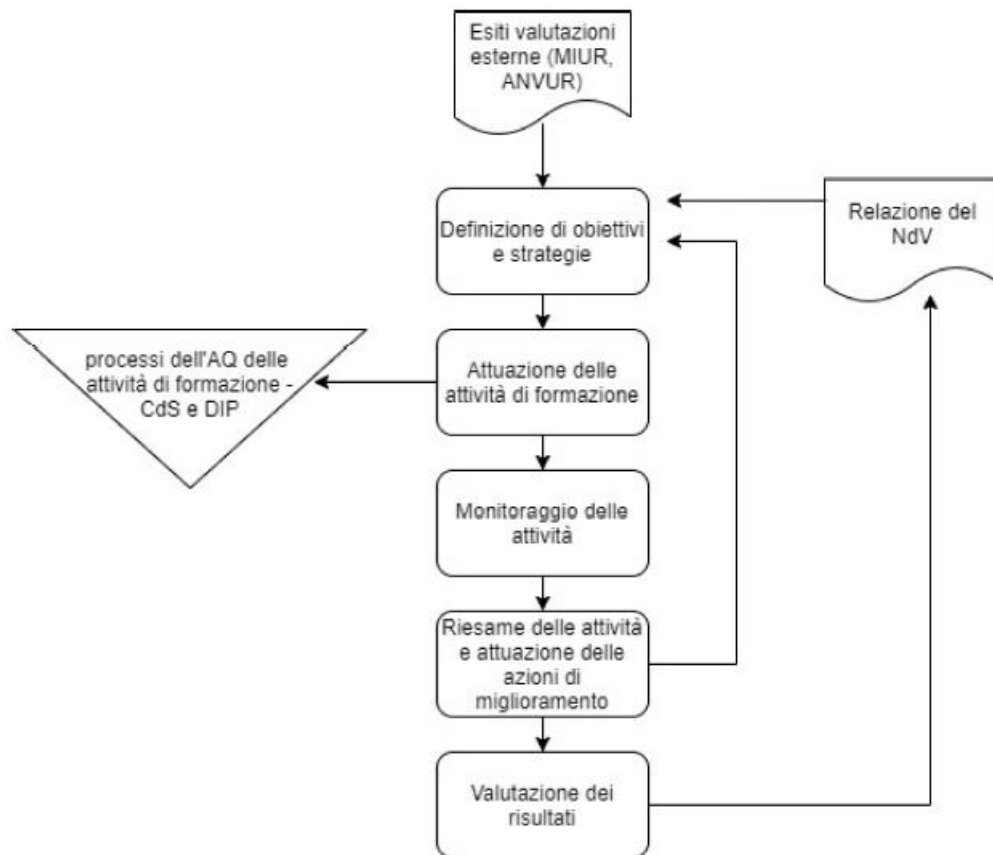 Esiti valutazioni
esterne (MIUR,
ANVUR)
Definizione di obiettivi
e strategie
Relazione del
NdV
processi dell'AQ delle
attività di formazione -
CdS e DIP
Attuazione delle
attività di formazione
Monitoraggio delle
attività
Riesame delle attività
e attuazione delle
azioni di
miglioramento
Valutazione dei
risultati